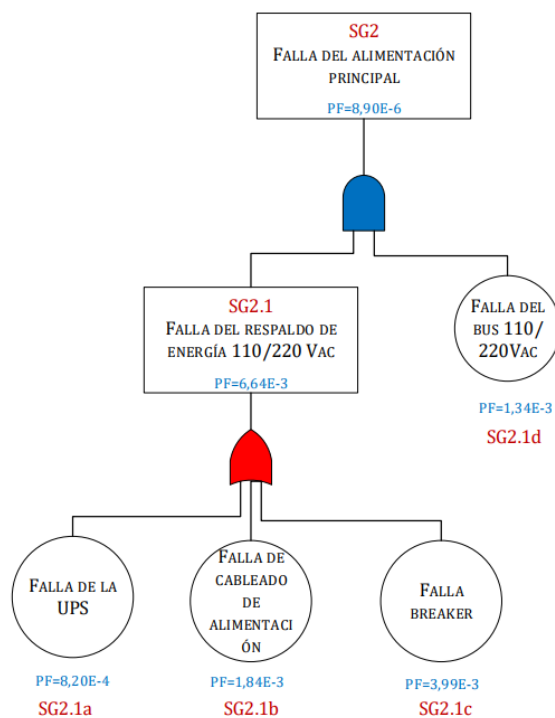 SG2
FALLA DEL ALIMENTACIÓN
PRINCIPAL
PF=8,90E-6
SG2.1
FALLA DEL RESPALDO DE
ENERGÍA 110/220 VAC
PF=6,64E-3
FALLA DEL
BUS 110/
220VAC
PF=1,34E-3
SG2.1d
FALLA DE LA
UPS
PF=8,20E-4
SG2.1a
FALLA DE
CABLEADO
DE
ALIMENTACI
ÓN
PF=1,84E-3
SG2.1b
FALLA
BREAKER
PF=3,99E-3
SG2.1c